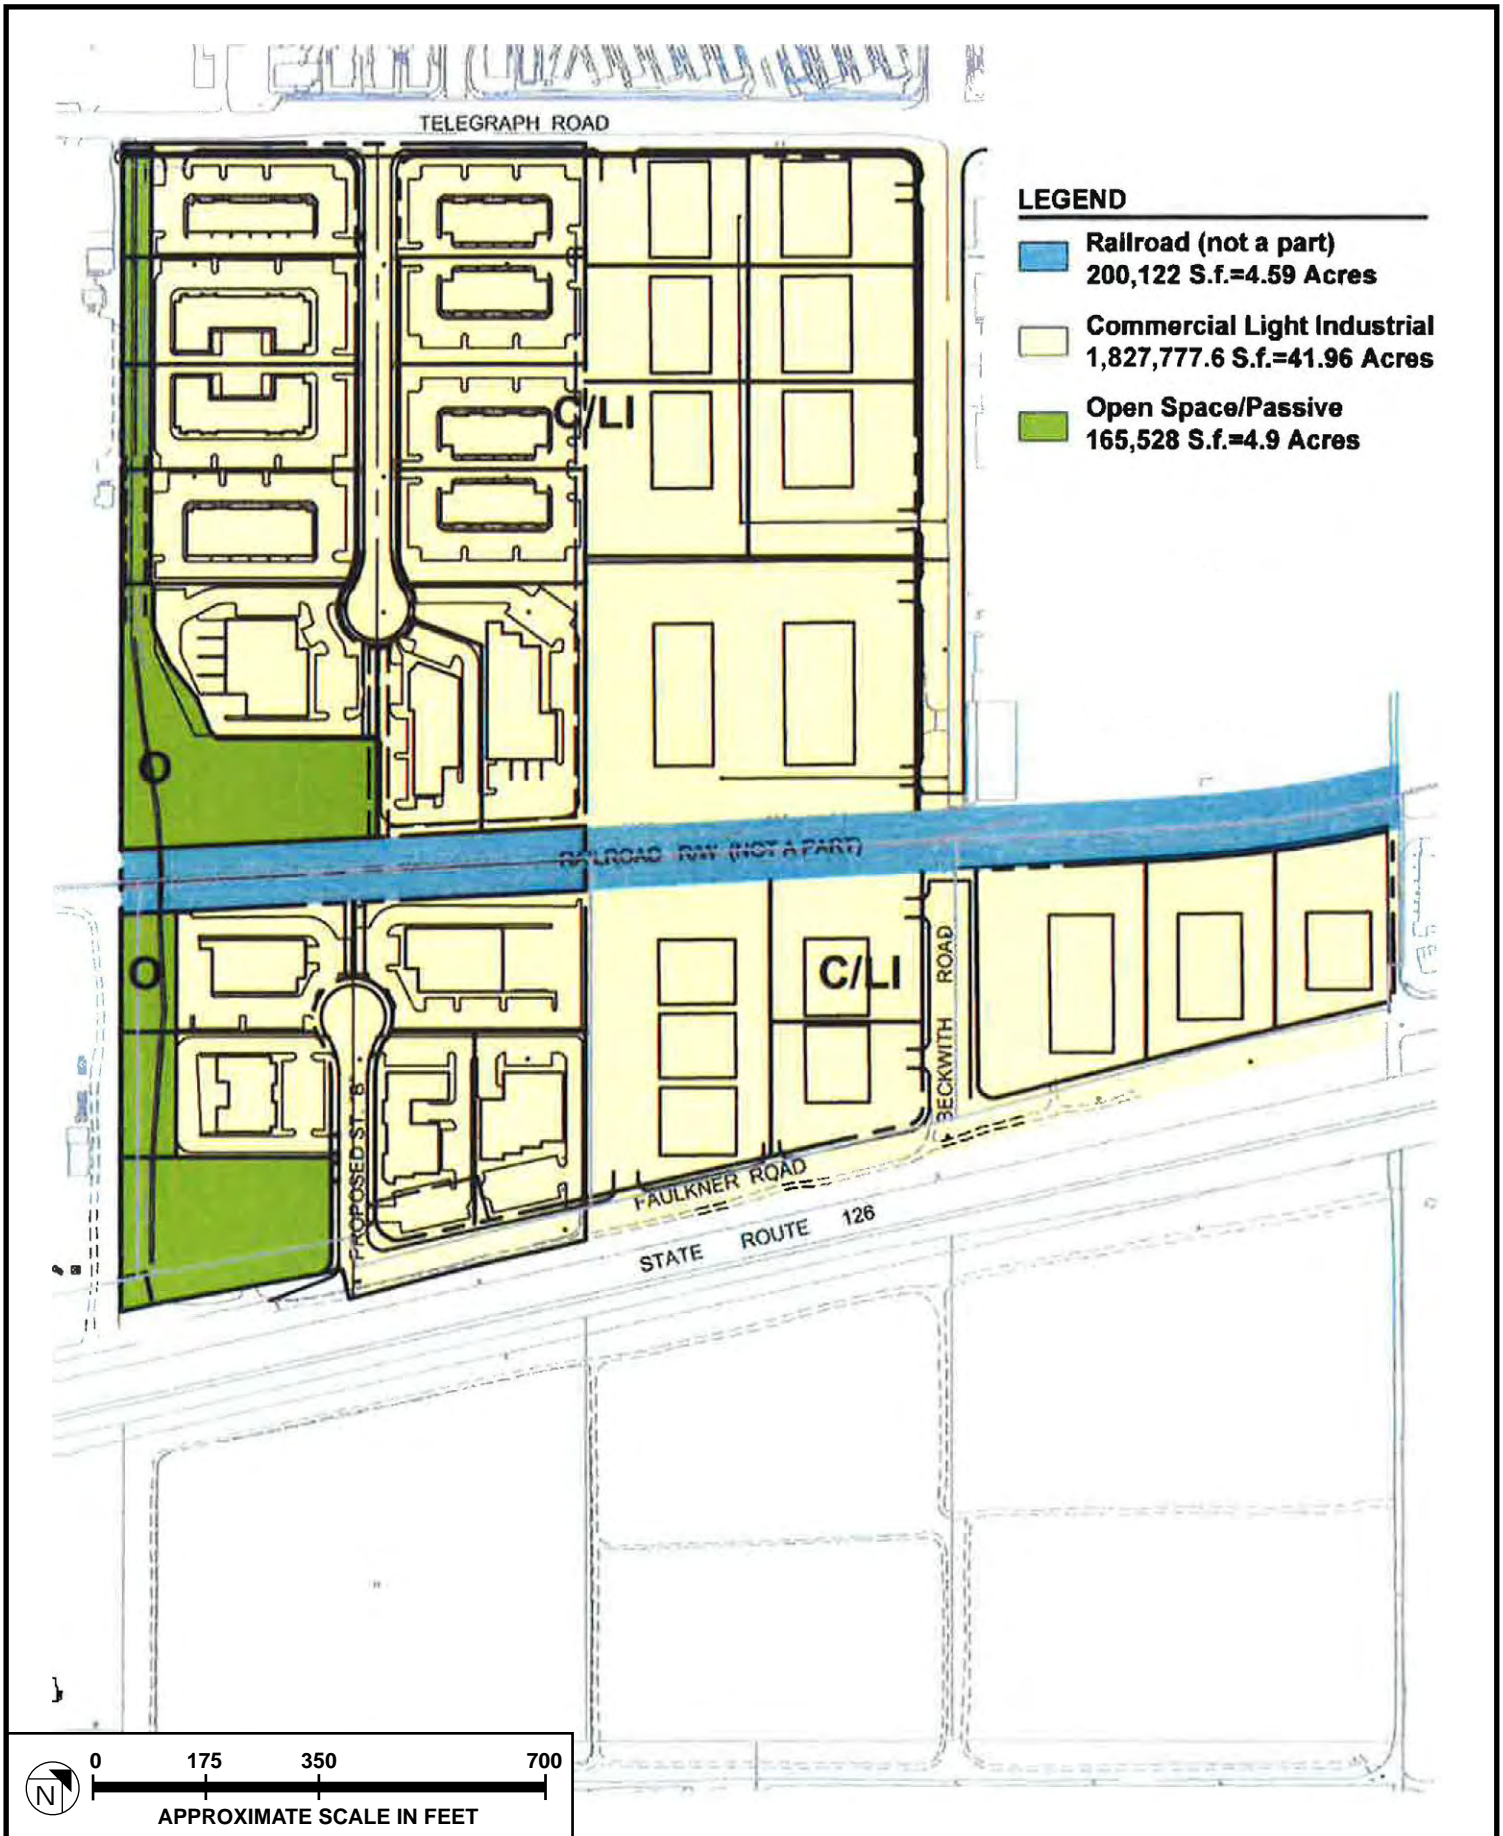 TELEGRAPH ROAD
LEGEND
Railroad (not a part)
200,122 S.f.=4.59 Acres
Commercial Light Industrial
1,827,777.6 S.f.=41.96 Acres
Open Space/Passive
165,528 S.f.=4.9 Acres
C/LI
O
RAILROAD R/W (NOT A PART)
O
C/LI
BECKWITH ROAD
PROPOSED ST. "B"
FAULKNER ROAD
STATE ROUTE 126
N
0 175 350 700
APPROXIMATE SCALE IN FEET